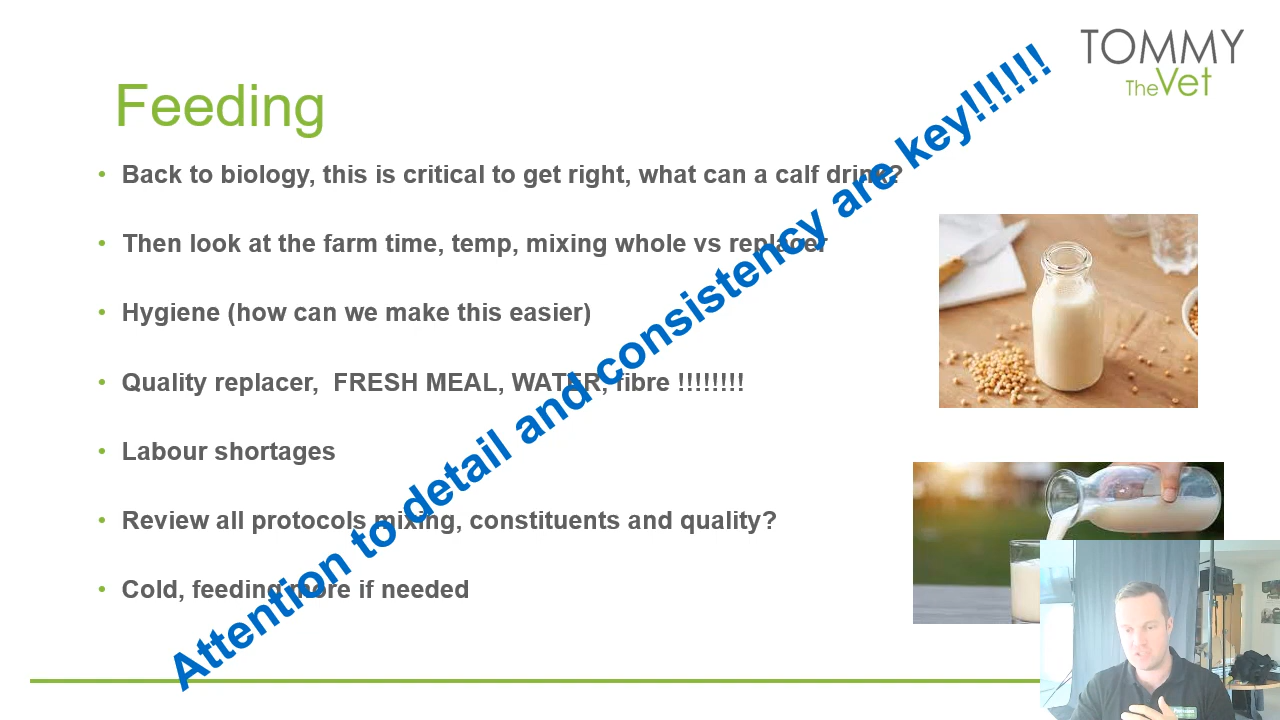 TOMMY
TheVet
Feeding
• Back to biology, this is critical to get right, what can a calf drink?
• Then look at the farm time, temp, mixing whole vs replacer
• Hygiene (how can we make this easier)
• Quality replacer, FRESH MEAL, WATER, fibre !!!!!!!!
• Labour shortages
• Review all protocols mixing, constituents and quality?
• Cold, feeding more if needed
Attention to detail and consistency are key!!!!!!